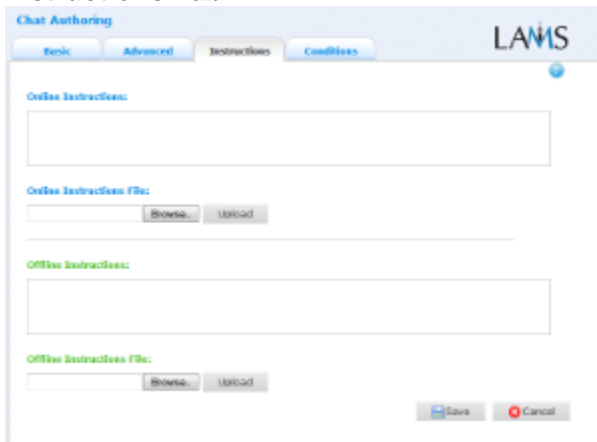 Chat Authoring
LAMS
Basic Advanced Instructions Conditions
Online Instructions:
Online Instructions File:
Browse.. Upload
Offline Instructions:
Offline Instructions File:
Browse.. Upload
Save Cancel